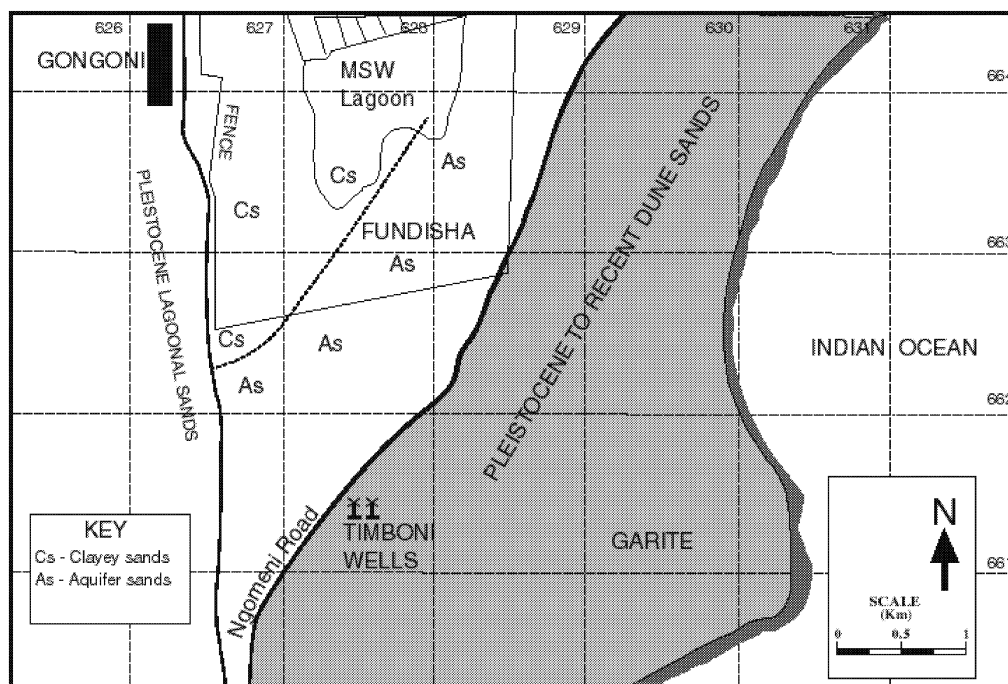 626
627
628
629
630
631
GONGONI
MSW
Lagoon
664
FENCE
PLEISTOCENE LAGOONAL SANDS
Cs
As
Cs
FUNDISHA
As
663
PLEISTOCENE TO RECENT DUNE SANDS
Cs
As
As
INDIAN OCEAN
662
TIMBONI
WELLS
Ngomeni Road
GARITE
661
KEY
Cs - Clayey sands
As - Aquifer sands
N
SCALE
(Km)
0 0.5 1